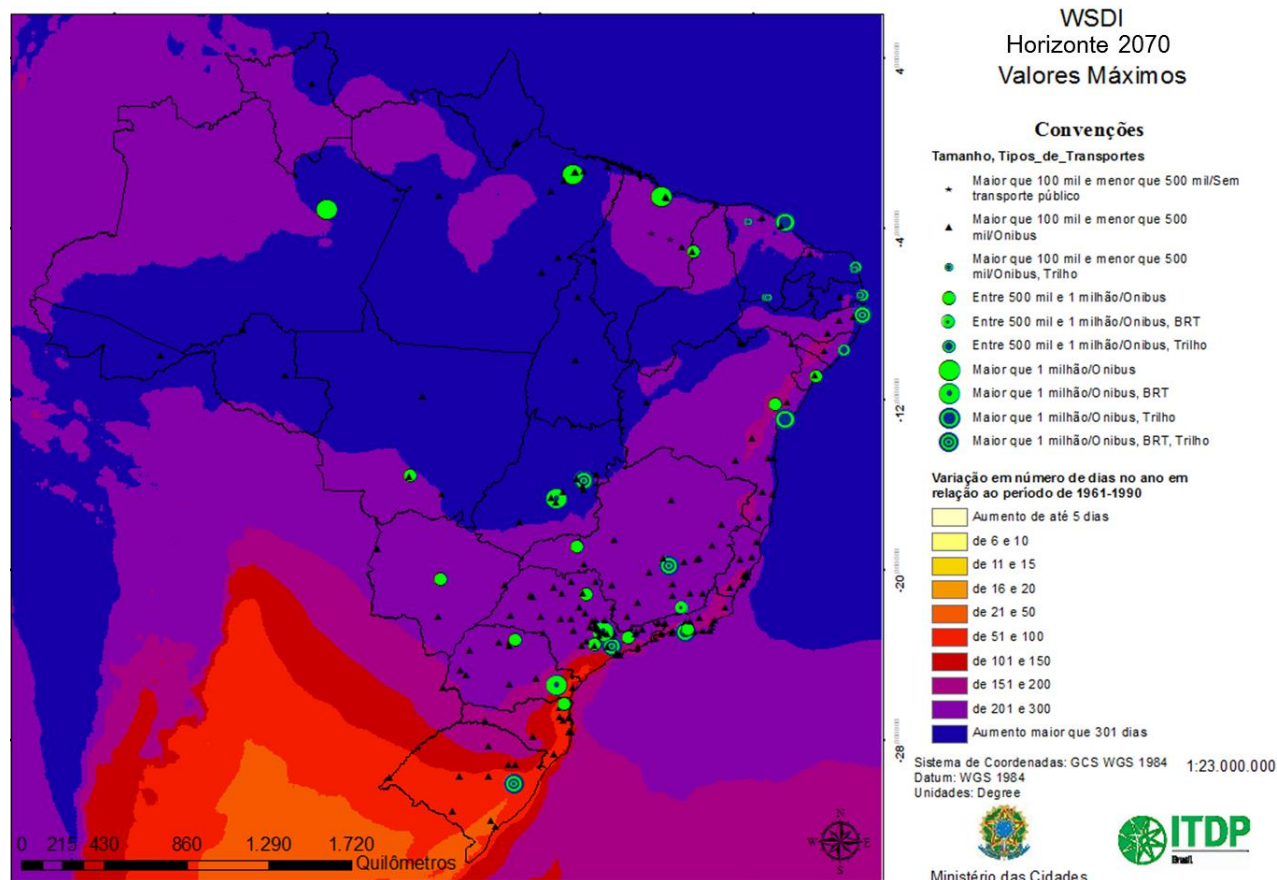 WSDI
Horizonte 2070
Valores Máximos
Convenções
Tamanho, Tipos_de_Transportes
Maior que 100 mil e menor que 500 mil/Sem
transporte público
Maior que 100 mil e menor que 500
mil/Onibus
Maior que 100 mil e menor que 500
mil/Onibus, Trilho
Entre 500 mil e 1 milhão/Onibus
Entre 500 mil e 1 milhão/Onibus, BRT
Entre 500 mil e 1 milhão/Onibus, Trilho
Maior que 1 milhão/Onibus
Maior que 1 milhão/Onibus, BRT
Maior que 1 milhão/Onibus, Trilho
Maior que 1 milhão/Onibus, BRT, Trilho
Variação em número de dias no ano em
relação ao período de 1961-1990
Aumento de até 5 dias
de 6 e 10
de 11 e 15
de 16 e 20
de 21 e 50
de 51 e 100
de 101 e 150
de 151 e 200
de 201 e 300
Aumento maior que 301 dias
Sistema de Coordenadas: GCS WGS 1984
Datum: WGS 1984
Unidades: Degree
1:23.000.000
ITDP
Brasil
Ministério das Cidades
0 215 430 860 1.290 1.720
Quilômetros
N
W E
S
4
-4
-12
-20
-28